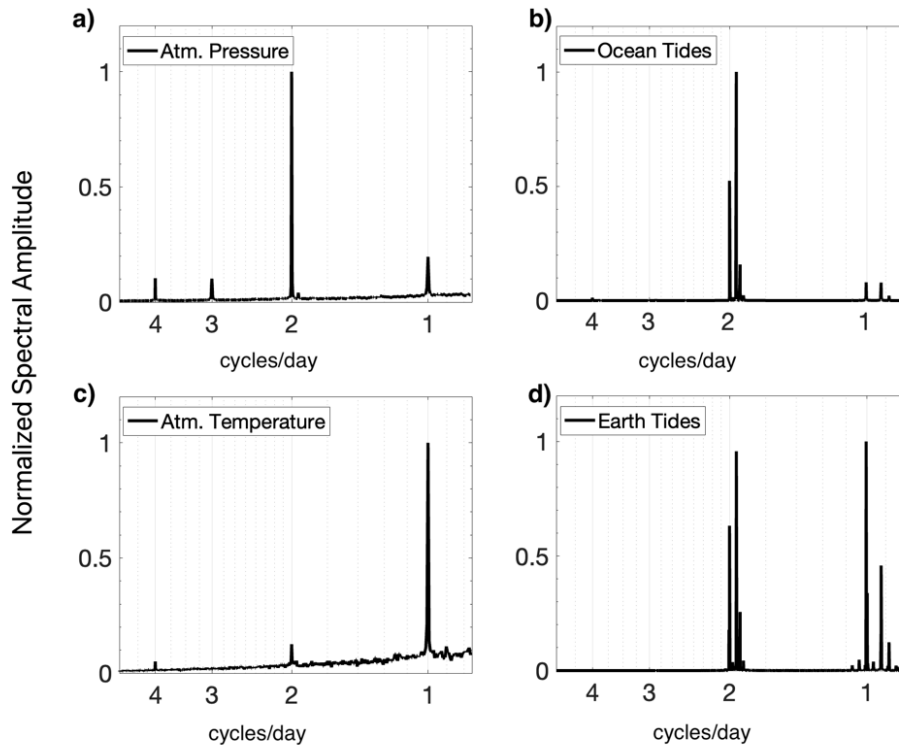 a)
Atm. Pressure
1
0.5
0
4 3 2 1
cycles/day
b)
Ocean Tides
1
0.5
0
4 3 2 1
cycles/day
Normalized Spectral Amplitude
c)
Atm. Temperature
1
0.5
0
4 3 2 1
cycles/day
d)
Earth Tides
1
0.5
0
4 3 2 1
cycles/day